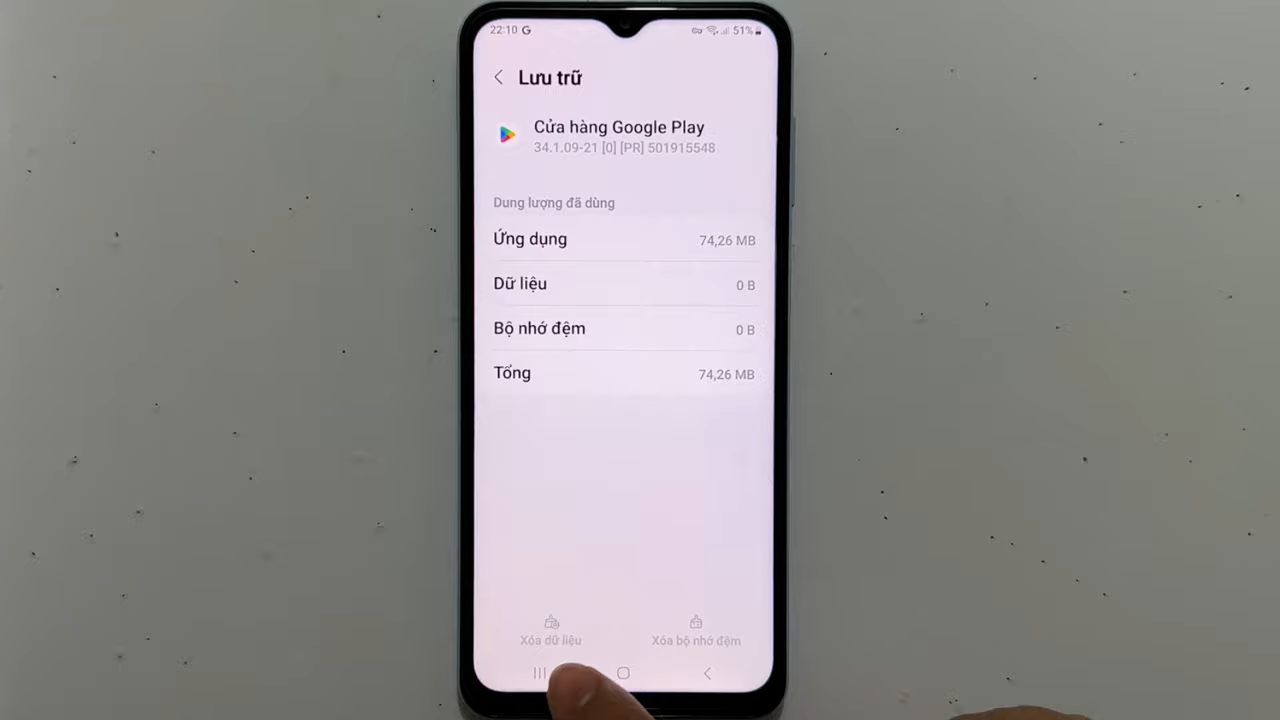 22:10 G 51%
Lưu trữ
Cửa hàng Google Play
34.1.09-21 [0] [PR] 501915548
Dung lượng đã dùng
Ứng dụng 74,26 MB
Dữ liệu 0 B
Bộ nhớ đệm 0 B
Tổng 74,26 MB
Xóa dữ liệu Xóa bộ nhớ đệm